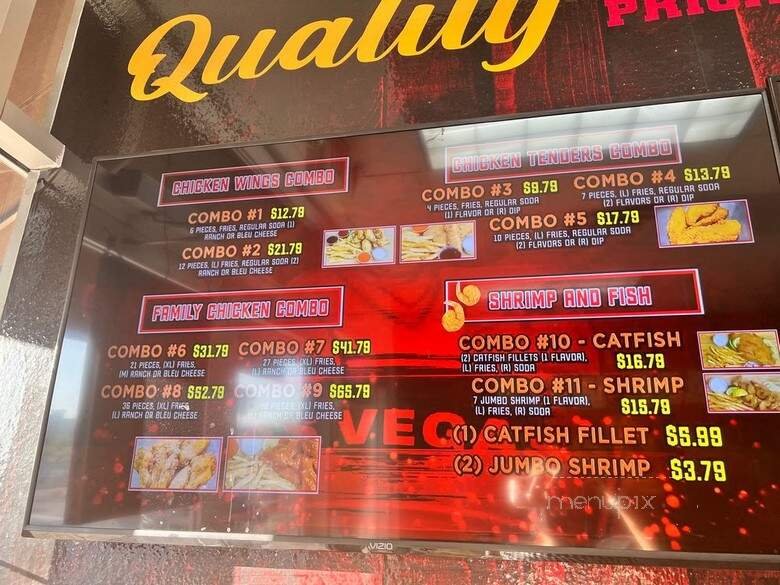 Quality
CHICKEN WINGS COMBO
COMBO #1 $12.79
6 PIECES, FRIES, REGULAR SODA (1)
RANCH OR BLEU CHEESE
COMBO #2 $21.79
12 PIECES, (L) FRIES, REGULAR SODA (2)
RANCH OR BLEU CHEESE
CHICKEN TENDERS COMBO
COMBO #3 $9.79
4 PIECES, FRIES, REGULAR SODA
(1) FLAVOR OR (R) DIP
COMBO #4 $13.79
7 PIECES, (L) FRIES, REGULAR SODA
(2) FLAVORS OR (R) DIP
COMBO #5 $17.79
10 PIECES, (L) FRIES, REGULAR SODA
(2) FLAVORS OR (R) DIP
FAMILY CHICKEN COMBO
COMBO #6 $31.79
21 PIECES, (XL) FRIES,
(M) RANCH OR BLEU CHEESE
COMBO #7 $41.79
27 PIECES, (XL) FRIES,
(L) RANCH OR BLEU CHEESE
COMBO #8 $52.79
36 PIECES, (XL) FRIES
(L) RANCH OR BLEU CHEESE
COMBO #9 $65.79
PIECES, (XL) FRIES,
(L) RANCH OR BLEU CHEESE
SHRIMP AND FISH
COMBO #10 - CATFISH
(2) CATFISH FILLETS (1 FLAVOR),
(L) FRIES, (R) SODA
$16.79
COMBO #11 - SHRIMP
7 JUMBO SHRIMP (1 FLAVOR),
(L) FRIES, (R) SODA
$15.79
(1) CATFISH FILLET $5.99
(2) JUMBO SHRIMP $3.79
menupix
VIZIO